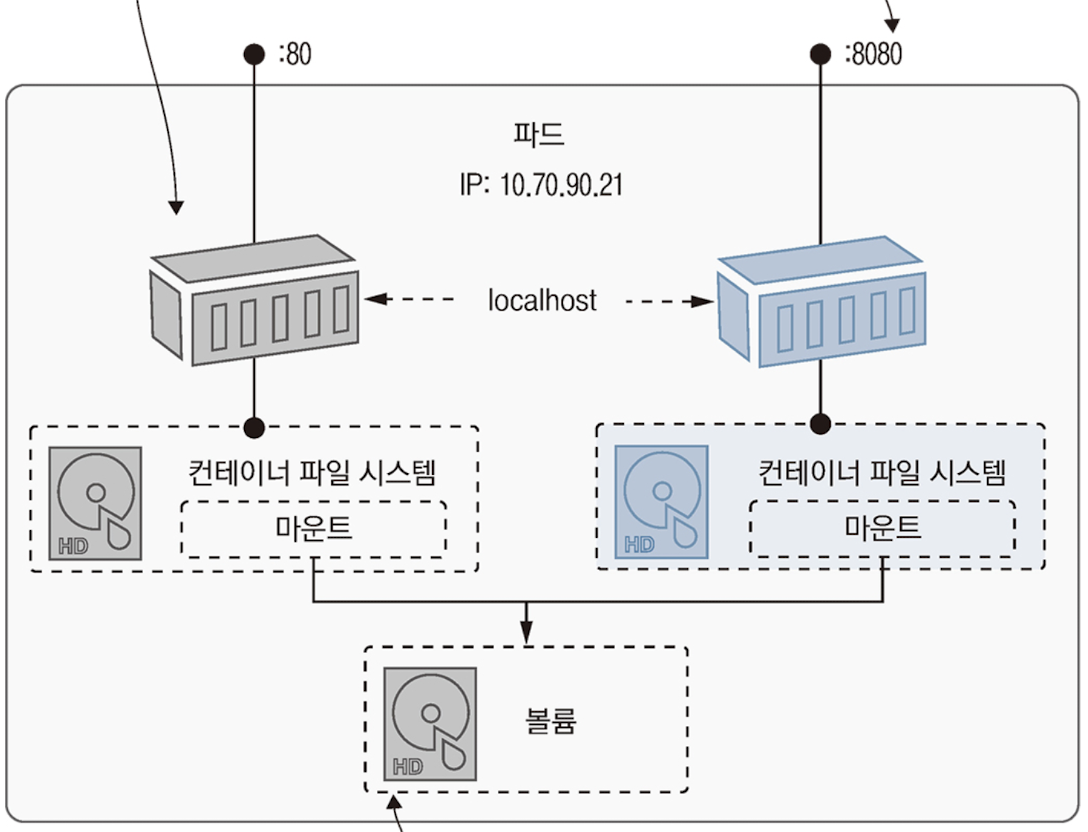 :80
:8080
파드
IP: 10.70.90.21
localhost
컨테이너 파일 시스템
마운트
HD
컨테이너 파일 시스템
마운트
HD
볼륨
HD